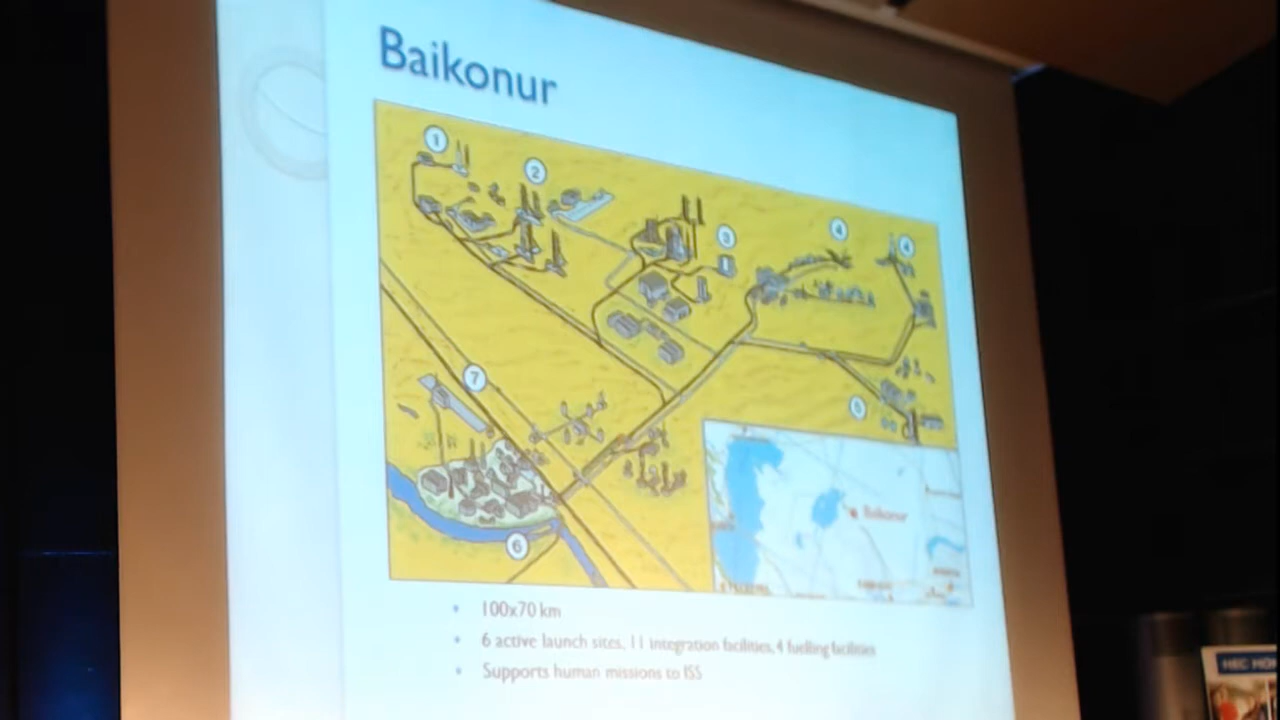 Baikonur
1
2
3
4
4
7
6
Baikonur
• 100x70 km
• 6 active launch sites, 11 integration facilities, 4 fuelling facilities
• Supports human missions to ISS